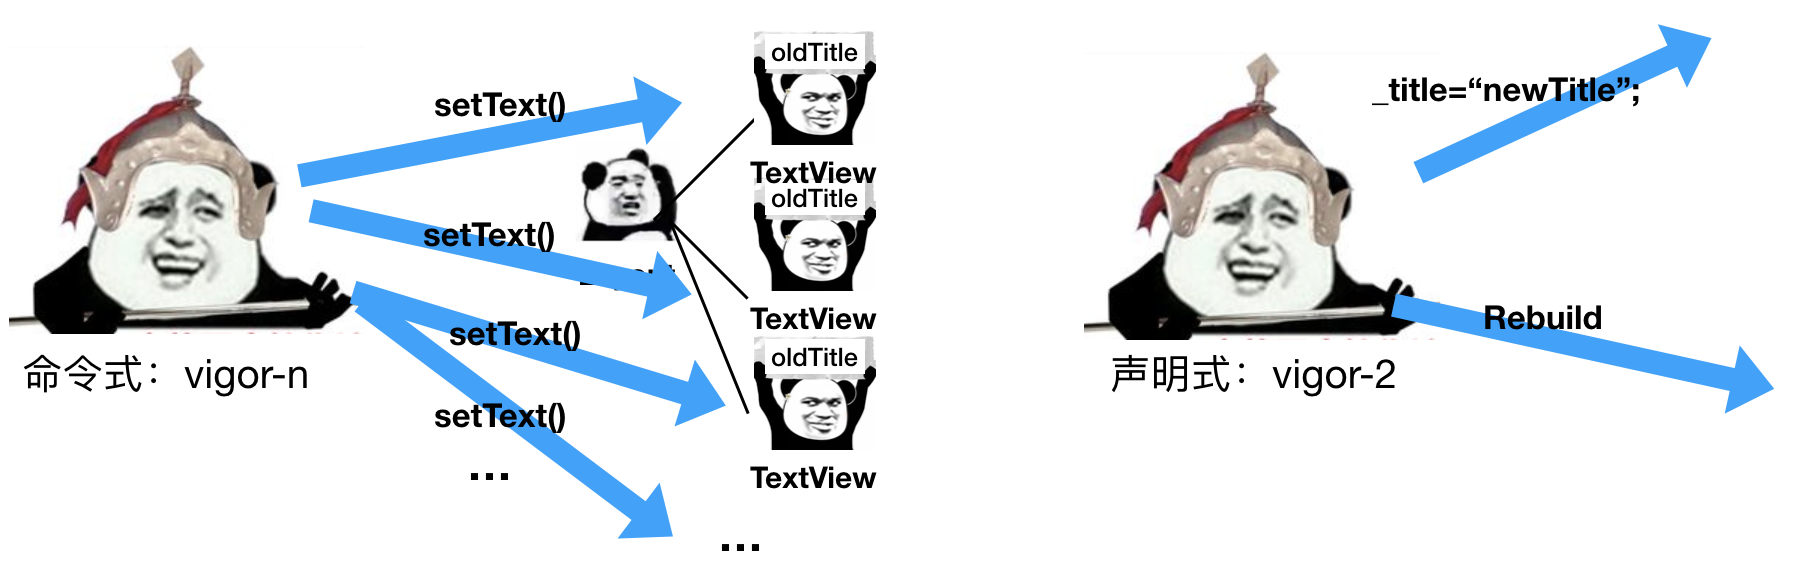 setText()
setText()
setText()
setText()
...
命令式：vigor-n
oldTitle
TextView
oldTitle
TextView
oldTitle
TextView
...
_title=“newTitle”;
Rebuild
声明式：vigor-2